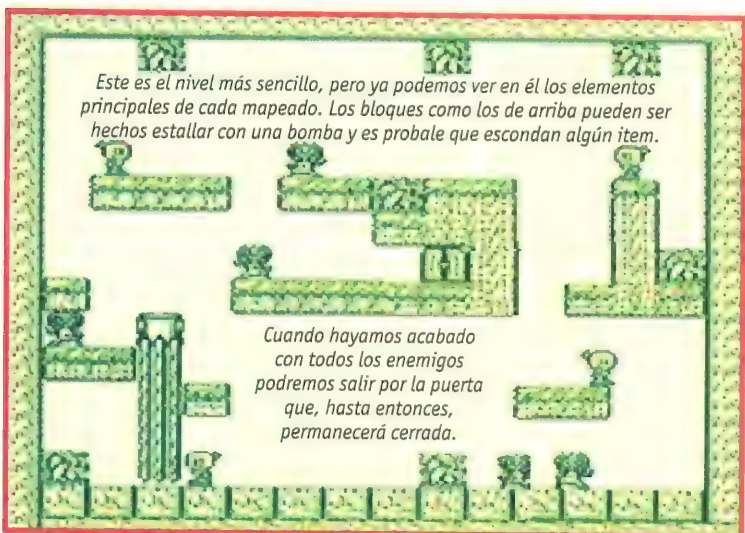 Este es el nivel más sencillo, pero ya podemos ver en él los elementos
principales de cada mapeado. Los bloques como los de arriba pueden ser
hechos estallar con una bomba y es probale que escondan algún item.
Cuando hayamos acabado
con todos los enemigos
podremos salir por la puerta
que, hasta entonces,
permanecerá cerrada.